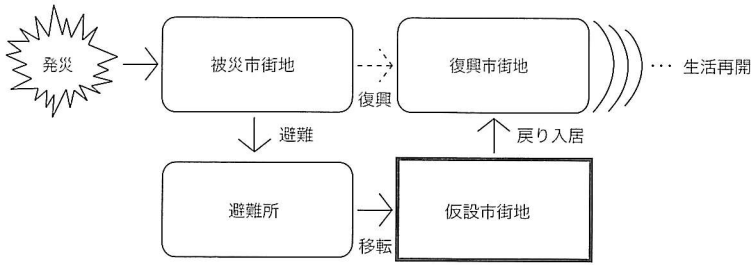 発災
被災市街地
復興
復興市街地
… 生活再開
避難
戻り入居
避難所
移転
仮設市街地